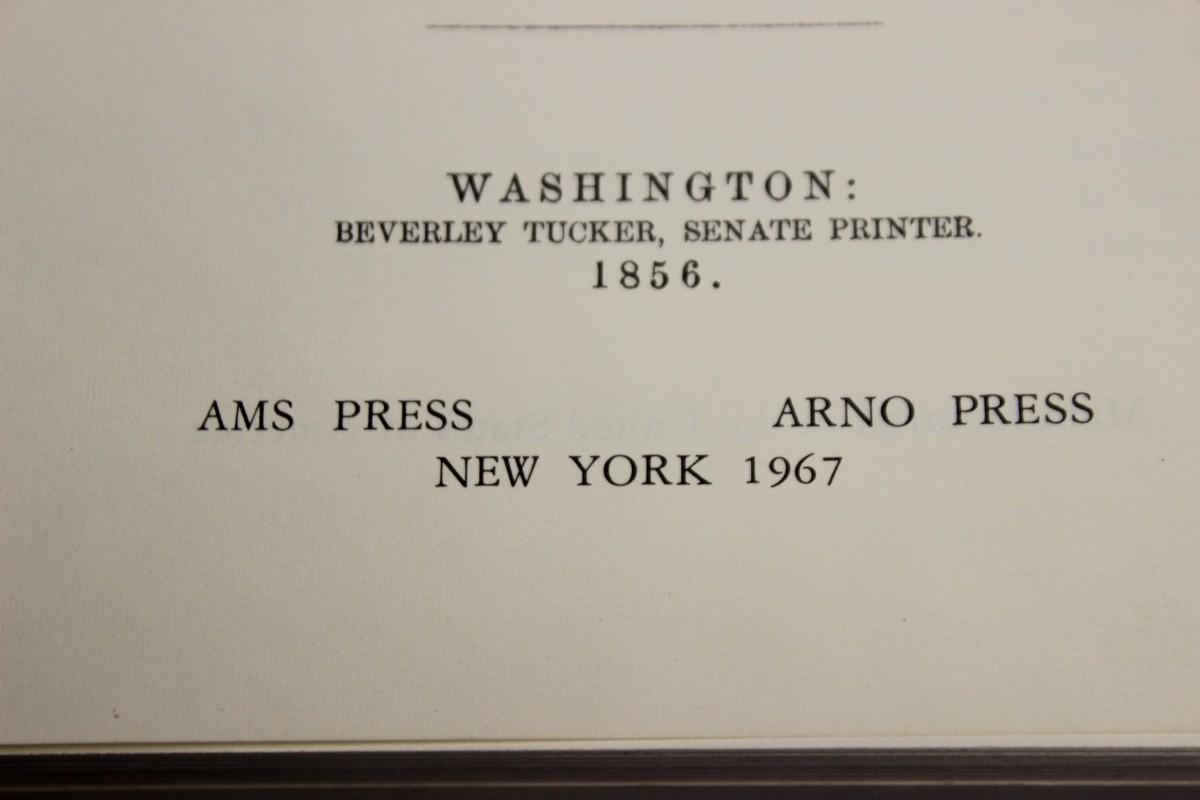 WASHINGTON:
BEVERLEY TUCKER, SENATE PRINTER.
1856.
AMS PRESS ARNO PRESS
NEW YORK 1967